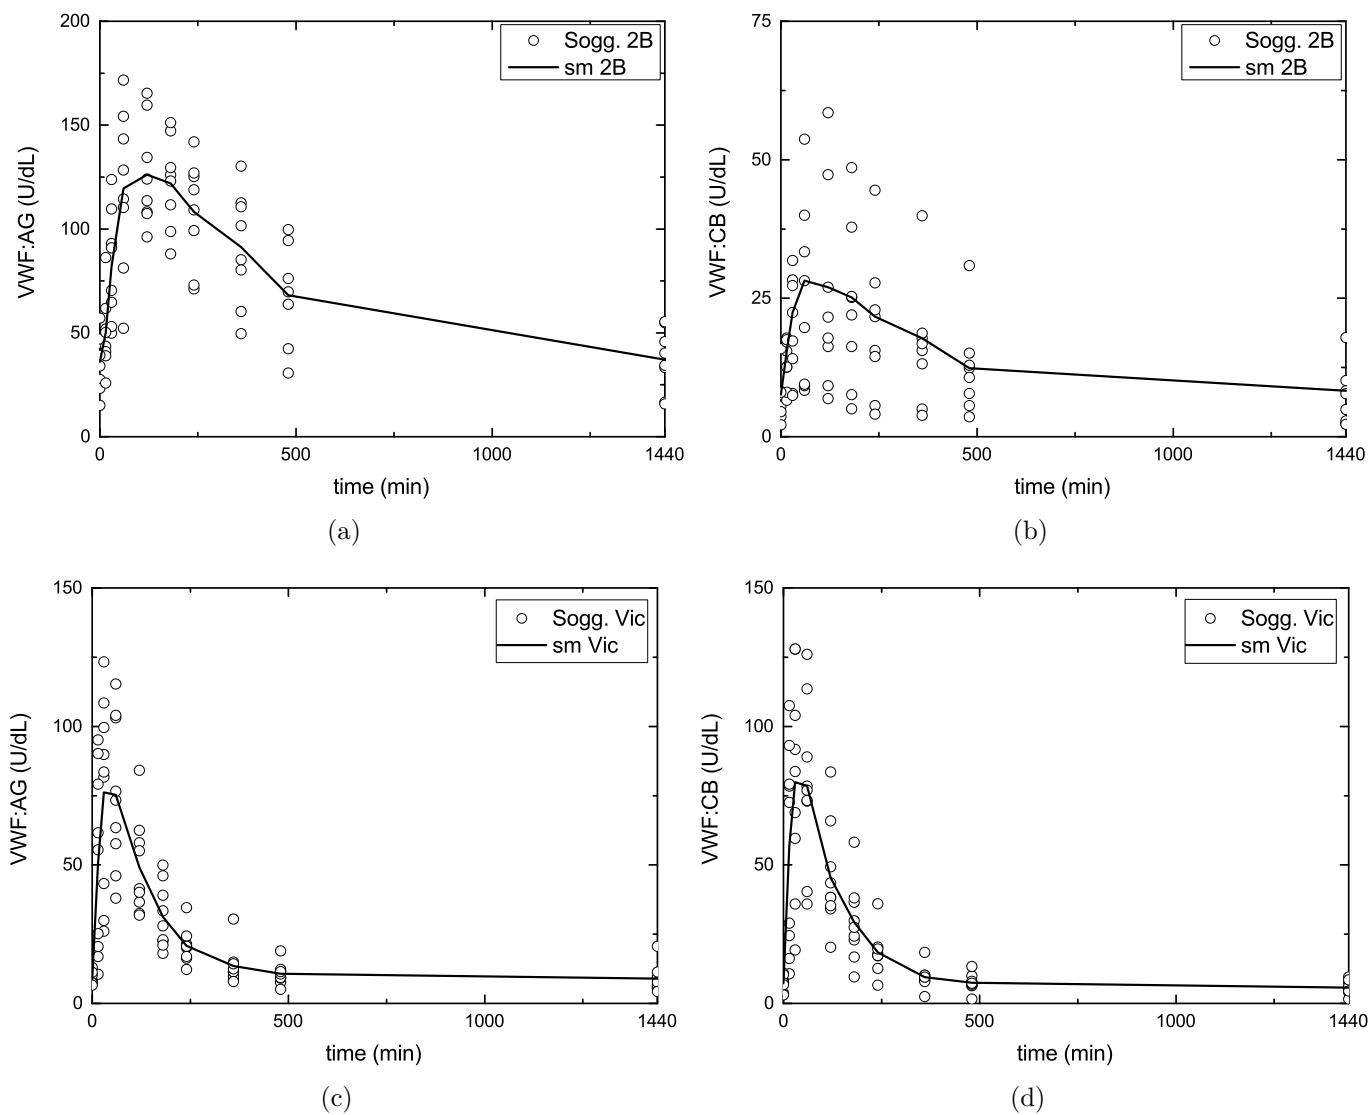 200
150
100
50
0
VWF:AG (U/dL)
Sogg. 2B
sm 2B
0
500
1000
1440
time (min)
(a)
75
50
25
0
VWF:CB (U/dL)
Sogg. 2B
sm 2B
0
500
1000
1440
time (min)
(b)
150
100
50
0
VWF:AG (U/dL)
Sogg. Vic
sm Vic
0
500
1000
1440
time (min)
(c)
150
100
50
0
VWF:CB (U/dL)
Sogg. Vic
sm Vic
0
500
1000
1440
time (min)
(d)